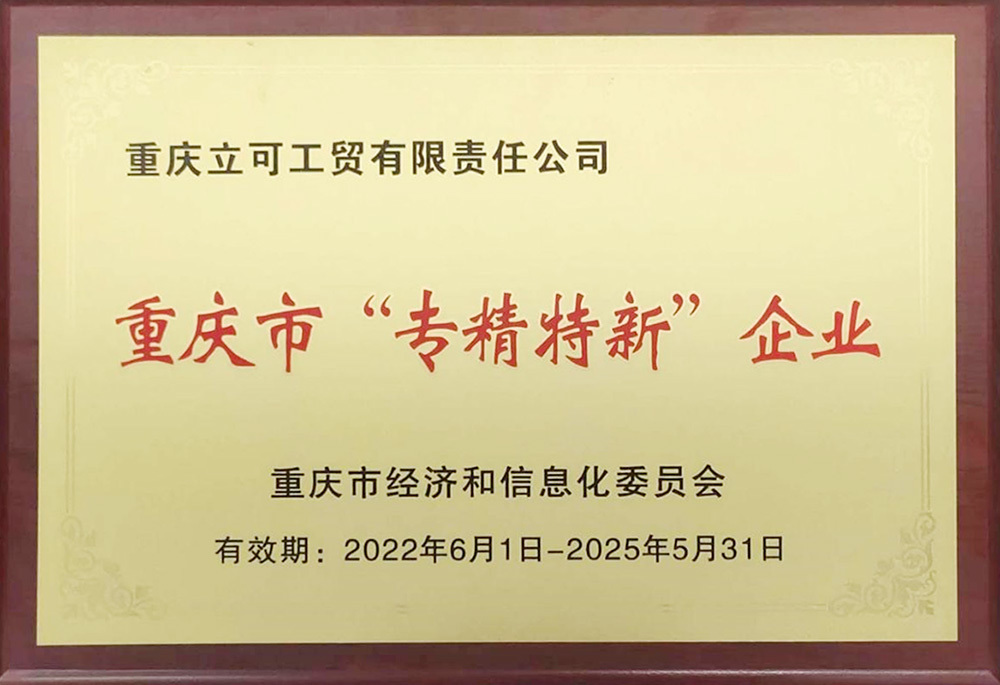 重庆立可工贸有限责任公司
重庆市“专精特新”企业
重庆市经济和信息化委员会
有效期：2022年6月1日-2025年5月31日